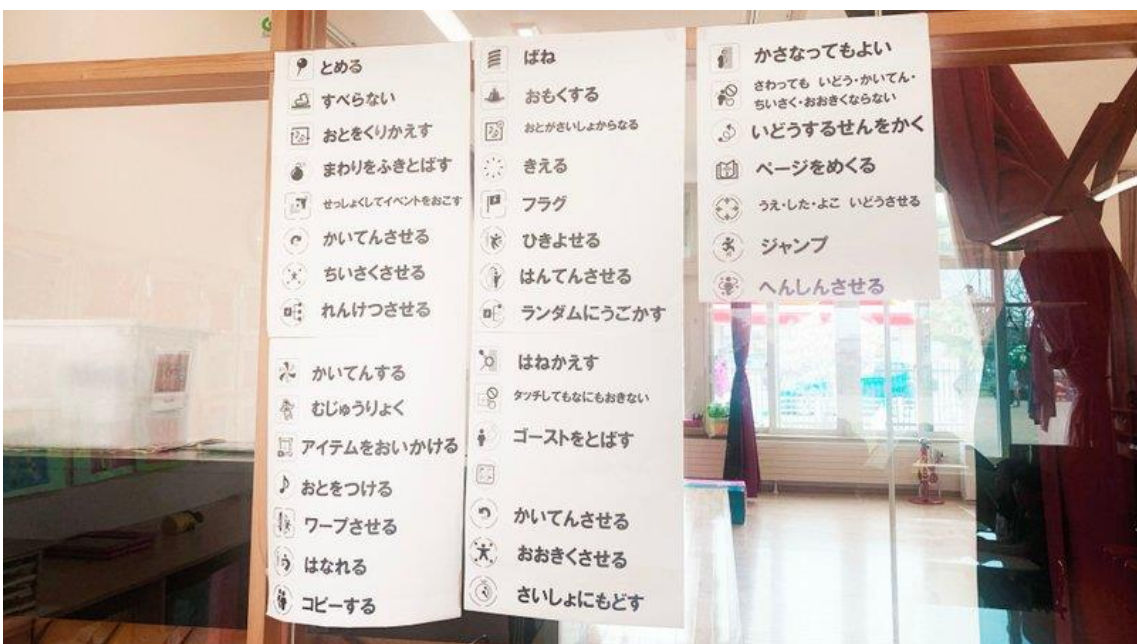 とめる
すべらない
おとをくりかえす
まわりをふきとばす
せっしょくしてイベントをおこす
かいてんさせる
ちいさくさせる
れんけつさせる
かいてんする
むじゅうりょく
アイテムをおいかける
おとをつける
ワープさせる
はなれる
コピーする
ばね
おもくする
おとがさいしょからなる
きえる
フラグ
ひきよせる
はんてんさせる
ランダムにうごかす
はねかえす
タッチしてもなにもおきない
ゴーストをとばす
かいてんさせる
おおきくさせる
さいしょにもどす
かさなってもよい
さわっても いどう・かいてん・
ちいさく・おおきくならない
いどうするせんをかく
ページをめくる
うえ・した・よこ いどうさせる
ジャンプ
へんしんさせる